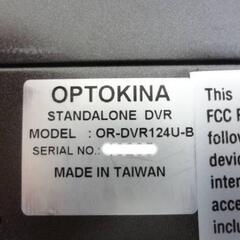 OPTOKINA
STANDALONE DVR
MODEL : OR-DVR124U-B
SERIAL NO.:
MADE IN TAIWAN
This
FCC
follow
devic
inter
acce
inclu